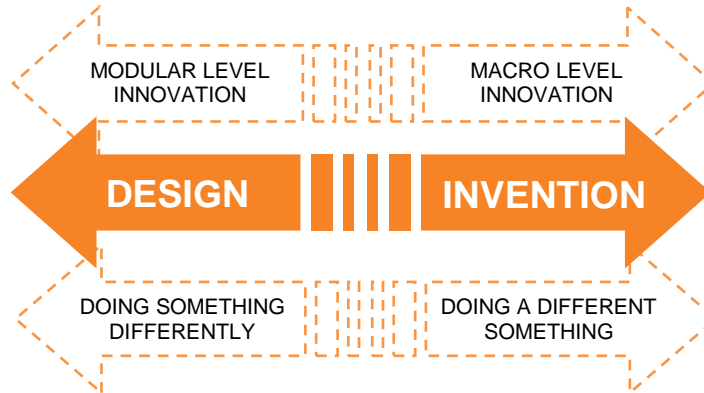 MODULAR LEVEL
INNOVATION
MACRO LEVEL
INNOVATION
DESIGN
INVENTION
DOING SOMETHING
DIFFERENTLY
DOING A DIFFERENT
SOMETHING